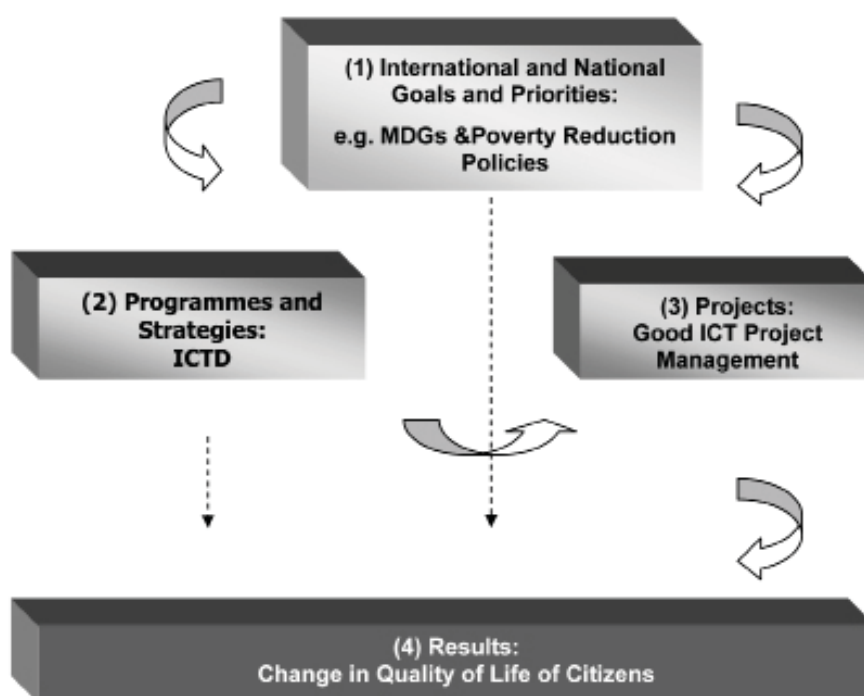 (1) International and National
Goals and Priorities:
e.g. MDGs &Poverty Reduction
Policies
(2) Programmes and
Strategies:
ICTD
(3) Projects:
Good ICT Project
Management
(4) Results:
Change in Quality of Life of Citizens